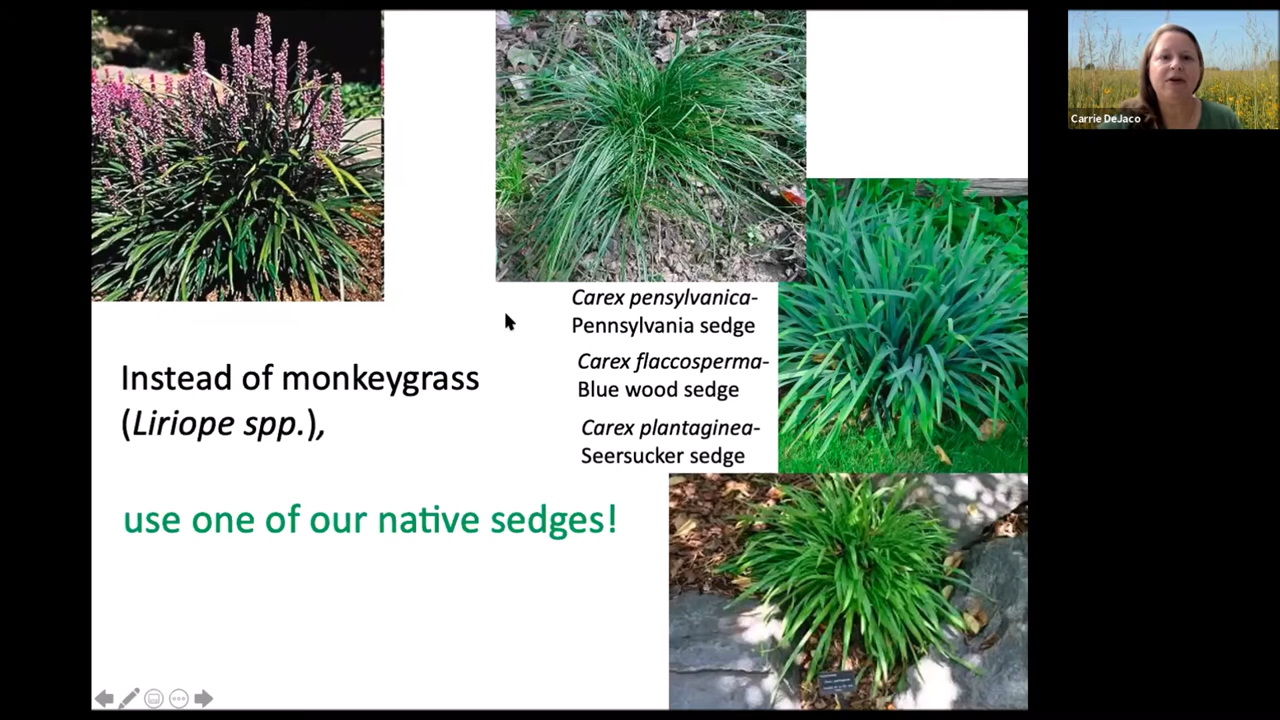 Carrie DeJaco
Carex pensylvanica-
Pennsylvania sedge
Carex flaccosperma-
Blue wood sedge
Carex plantaginea-
Seersucker sedge
Instead of monkeygrass
(Liriope spp.),
use one of our native sedges!